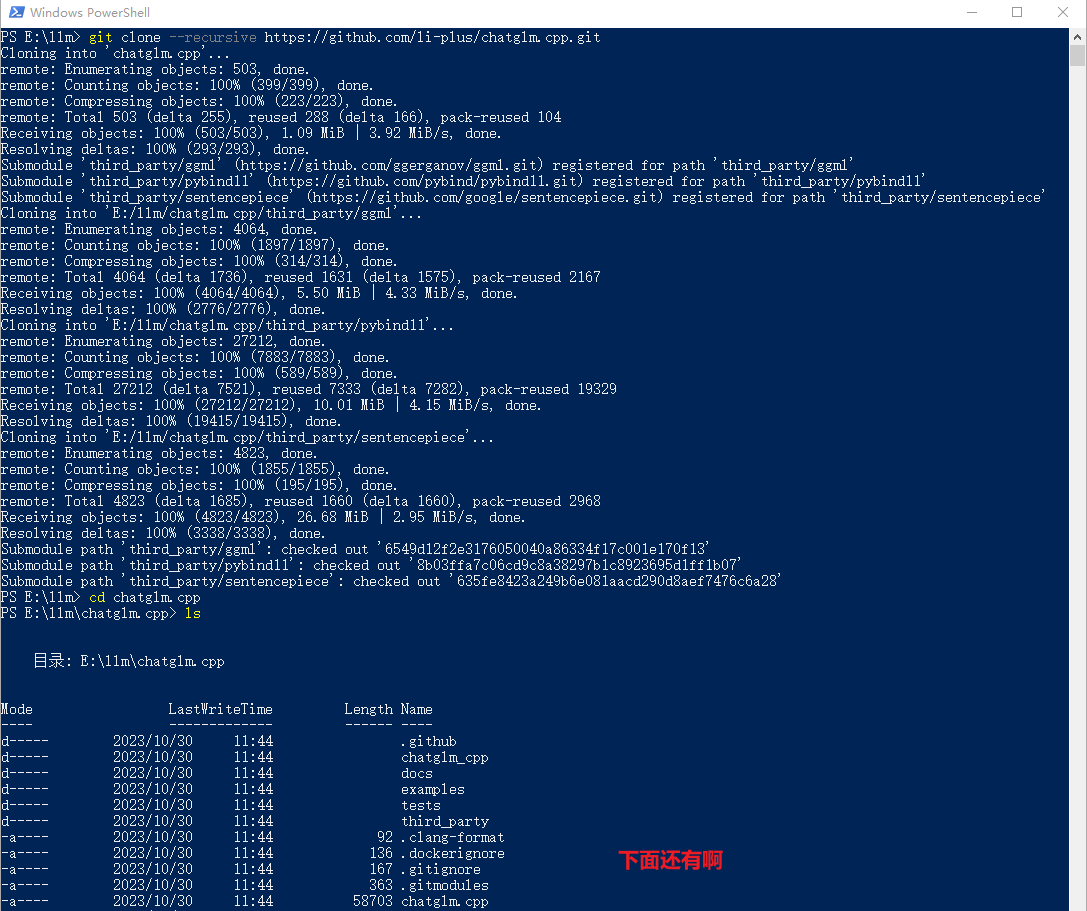 Windows PowerShell
PS E:\llm> git clone --recursive https://github.com/li-plus/chatglm.cpp.git
Cloning into 'chatglm.cpp'...
remote: Enumerating objects: 503, done.
remote: Counting objects: 100% (399/399), done.
remote: Compressing objects: 100% (223/223), done.
remote: Total 503 (delta 255), reused 288 (delta 166), pack-reused 104
Receiving objects: 100% (503/503), 1.09 MiB | 3.92 MiB/s, done.
Resolving deltas: 100% (293/293), done.
Submodule 'third_party/ggml' (https://github.com/ggerganov/ggml.git) registered for path 'third_party/ggml'
Submodule 'third_party/pybind11' (https://github.com/pybind/pybind11.git) registered for path 'third_party/pybind11'
Submodule 'third_party/sentencepiece' (https://github.com/google/sentencepiece.git) registered for path 'third_party/sentencepiece'
Cloning into 'E:/llm/chatglm.cpp/third_party/ggml'...
remote: Enumerating objects: 4064, done.
remote: Counting objects: 100% (1897/1897), done.
remote: Compressing objects: 100% (314/314), done.
remote: Total 4064 (delta 1736), reused 1631 (delta 1575), pack-reused 2167
Receiving objects: 100% (4064/4064), 5.50 MiB | 4.33 MiB/s, done.
Resolving deltas: 100% (2776/2776), done.
Cloning into 'E:/llm/chatglm.cpp/third_party/pybind11'...
remote: Enumerating objects: 27212, done.
remote: Counting objects: 100% (7883/7883), done.
remote: Compressing objects: 100% (589/589), done.
remote: Total 27212 (delta 7521), reused 7333 (delta 7282), pack-reused 19329
Receiving objects: 100% (27212/27212), 10.01 MiB | 4.15 MiB/s, done.
Resolving deltas: 100% (19415/19415), done.
Cloning into 'E:/llm/chatglm.cpp/third_party/sentencepiece'...
remote: Enumerating objects: 4823, done.
remote: Counting objects: 100% (1855/1855), done.
remote: Compressing objects: 100% (195/195), done.
remote: Total 4823 (delta 1685), reused 1660 (delta 1660), pack-reused 2968
Receiving objects: 100% (4823/4823), 26.68 MiB | 2.95 MiB/s, done.
Resolving deltas: 100% (3338/3338), done.
Submodule path 'third_party/ggml': checked out '6549d12f2e3176050040a86334f17c001e170f13'
Submodule path 'third_party/pybind11': checked out '8b03ffa7c06cd9c8a38297b1c8923695d1ff1b07'
Submodule path 'third_party/sentencepiece': checked out '635fe8423a249b6e081aacd290d8aef7476c6a28'
PS E:\llm> cd chatglm.cpp
PS E:\llm\chatglm.cpp> ls
目录: E:\llm\chatglm.cpp
Mode LastWriteTime Length Name
---- ------------- ------ ----
d----- 2023/10/30 11:44 .github
d----- 2023/10/30 11:44 chatglm_cpp
d----- 2023/10/30 11:44 docs
d----- 2023/10/30 11:44 examples
d----- 2023/10/30 11:44 tests
d----- 2023/10/30 11:44 third_party
-a---- 2023/10/30 11:44 92 .clang-format
-a---- 2023/10/30 11:44 136 .dockerignore
-a---- 2023/10/30 11:44 167 .gitignore
-a---- 2023/10/30 11:44 363 .gitmodules
-a---- 2023/10/30 11:44 58703 chatglm.cpp
下面还有啊